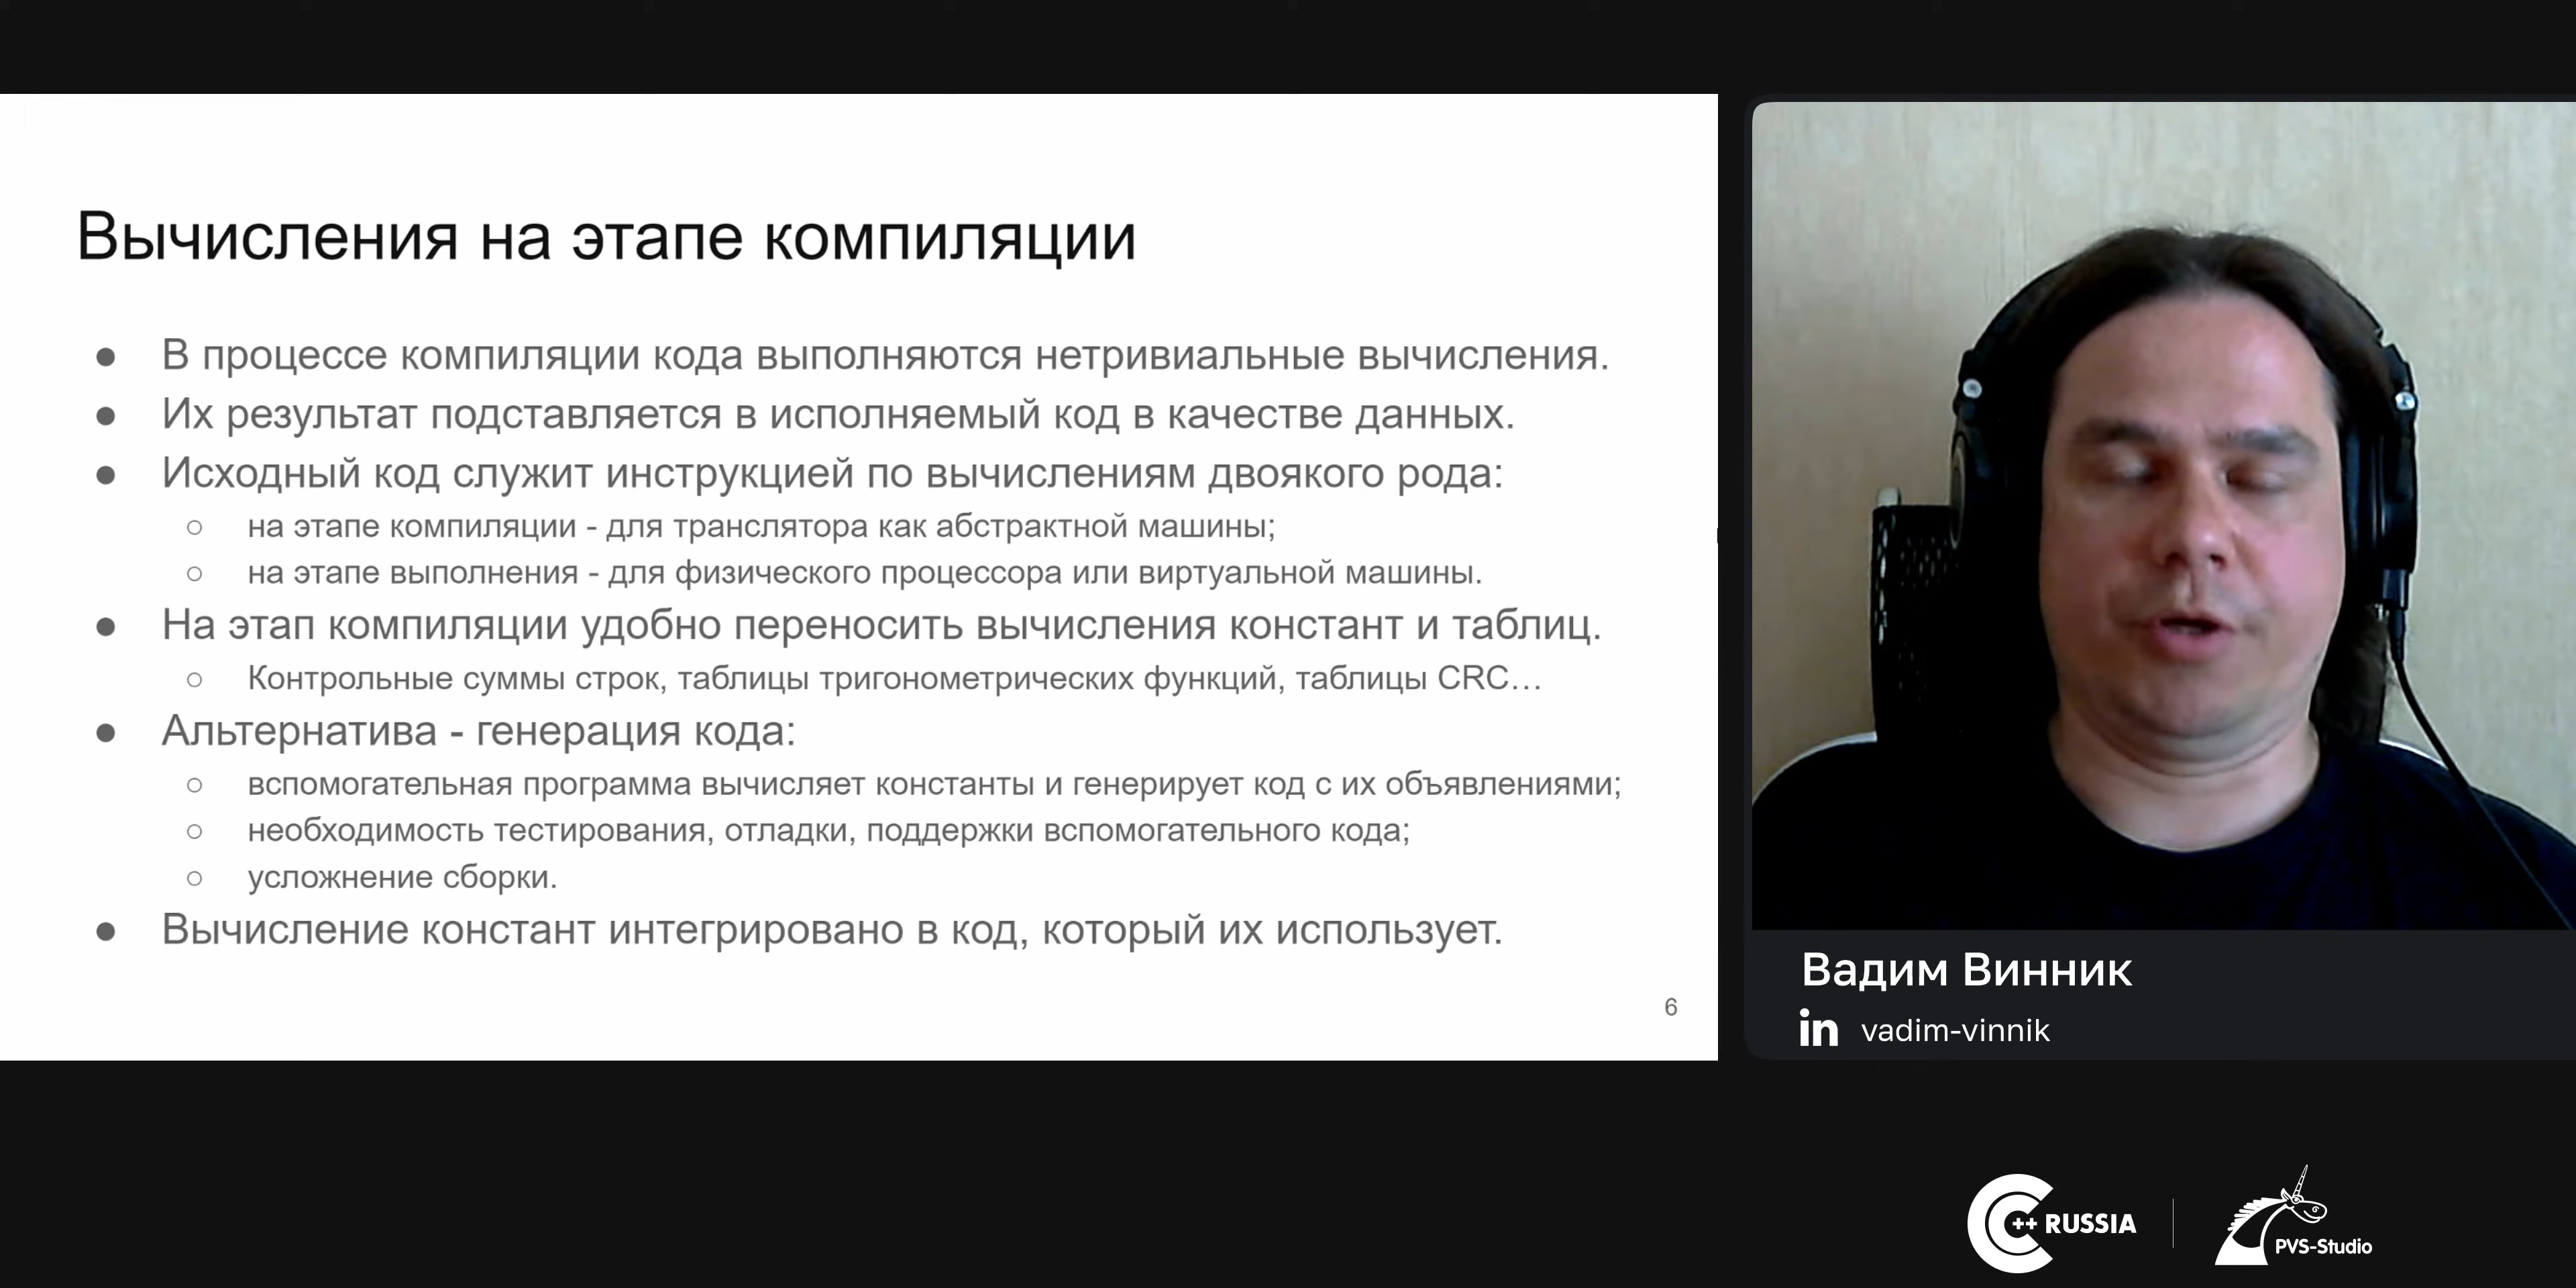 Вычисления на этапе компиляции
● В процессе компиляции кода выполняются нетривиальные вычисления.
● Их результат подставляется в исполняемый код в качестве данных.
● Исходный код служит инструкцией по вычислениям двоякого рода:
○ на этапе компиляции - для транслятора как абстрактной машины;
○ на этапе выполнения - для физического процессора или виртуальной машины.
● На этап компиляции удобно переносить вычисления констант и таблиц.
○ Контрольные суммы строк, таблицы тригонометрических функций, таблицы CRC…
● Альтернатива - генерация кода:
○ вспомогательная программа вычисляет константы и генерирует код с их объявлениями;
○ необходимость тестирования, отладки, поддержки вспомогательного кода;
○ усложнение сборки.
● Вычисление констант интегрировано в код, который их использует.
6
Вадим Винник
in vadim-vinnik
C++ RUSSIA
PVS-Studio